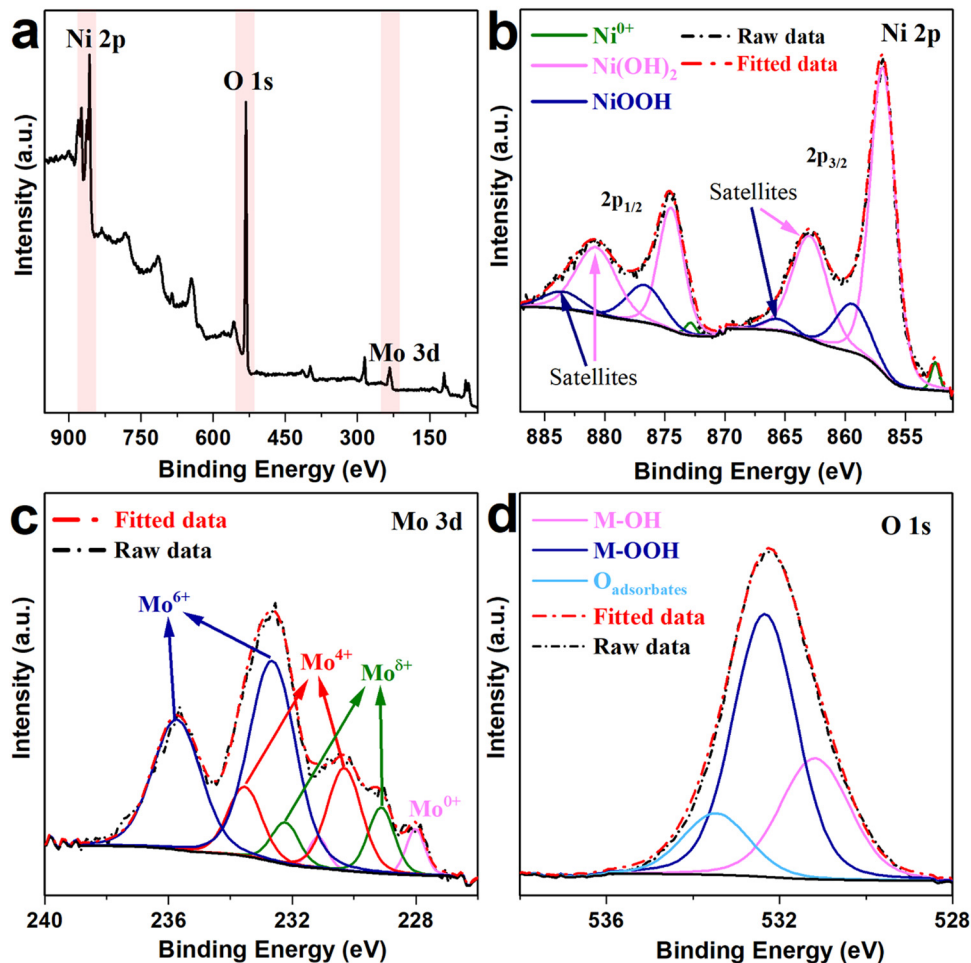 a
Ni 2p
O 1s
Mo 3d
Intensity (a.u.)
900 750 600 450 300 150
Binding Energy (eV)
b
Ni⁰⁺
Ni(OH)₂
NiOOH
Raw data
Fitted data
Ni 2p
2p₁/₂
2p₃/₂
Satellites
Satellites
Intensity (a.u.)
885 880 875 870 865 860 855
Binding Energy (eV)
c
Fitted data
Raw data
Mo 3d
Mo⁶⁺
Mo⁴⁺
Mo^δ+
Mo⁰⁺
Intensity (a.u.)
240 236 232 228
Binding Energy (eV)
d
M-OH
M-OOH
O adsorbates
Fitted data
Raw data
O 1s
Intensity (a.u.)
536 532 528
Binding Energy (eV)